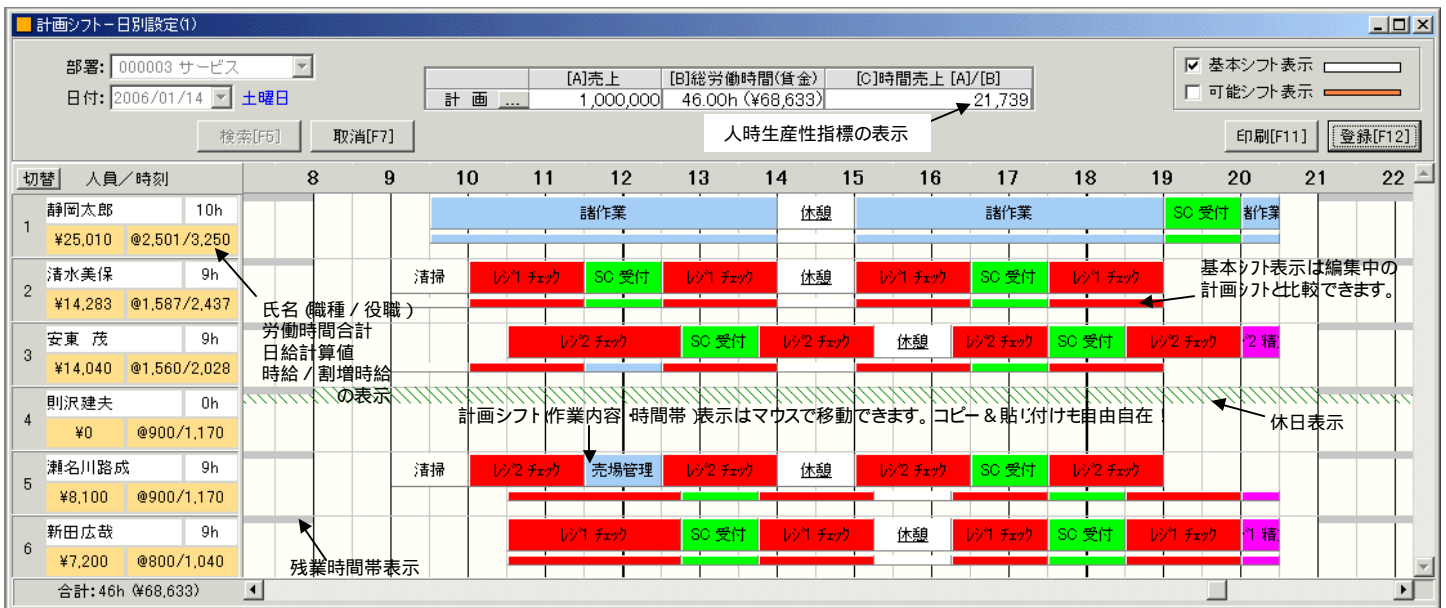 計画シフトー日別設定(1)
部署: 000003 サービス
日付: 2006/01/14 土曜日
検索[F5] 取消[F7]
[A]売上 [B]総労働時間(賃金) [C]時間売上 [A]/[B]
計 画 ... 1,000,000 46.00h (¥68,633) 21,739
人時生産性指標の表示
基本シフト表示
可能シフト表示
印刷[F11] 登録[F12]
切替 人員/時刻 8 9 10 11 12 13 14 15 16 17 18 19 20 21 22
1 静岡太郎 10h
¥25,010 @2,501/3,250
諸作業 休憩 諸作業 SC 受付 諸作業
2 清水美保 9h
¥14,283 @1,587/2,437
清掃 レジ1 チェック SC 受付 レジ1 チェック 休憩 レジ1 チェック SC 受付 レジ1 チェック
基本シフト表示は編集中の
計画シフトと比較できます。
氏名(職種/役職)
労働時間合計
日給計算値
時給/割増時給
の表示
3 安東 茂 9h
¥14,040 @1,560/2,028
レジ2 チェック SC 受付 レジ2 チェック 休憩 レジ2 チェック SC 受付 レジ2 チェック
4 則沢建夫 0h
¥0 @900/1,170
計画シフト(作業内容・時間帯)表示はマウスで移動できます。コピー&貼じ付けも自由自在!
休日表示
5 瀬名川路成 9h
¥8,100 @900/1,170
清掃 レジ2 チェック 売場管理 レジ2 チェック 休憩 レジ2 チェック SC 受付 レジ2 チェック
6 新田広哉 9h
¥7,200 @800/1,040
レジ1 チェック SC 受付 レジ1 チェック 休憩 レジ1 チェック SC 受付 レジ1 チェック
残業時間帯表示
合計:46h (¥68,633)